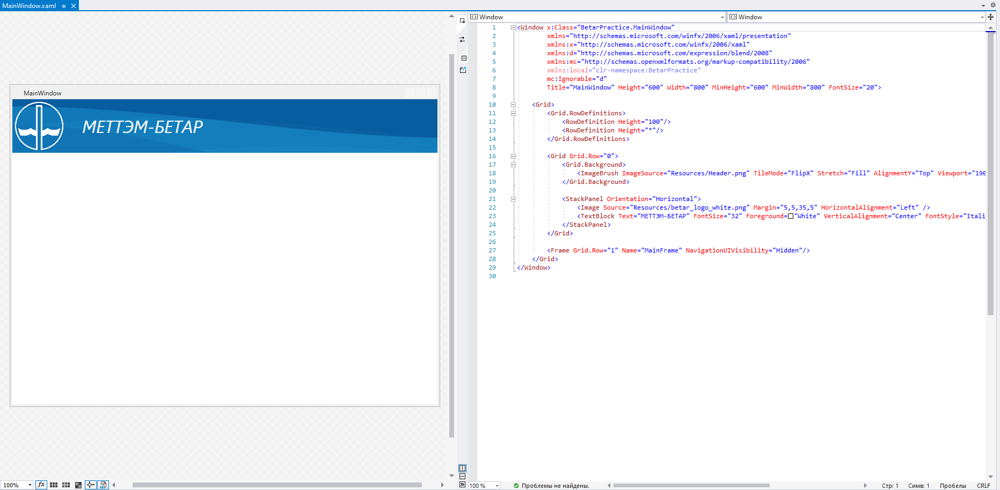 MainWindow.xaml
MainWindow
МЕТТЭМ-БЕТАР
100%
fx
Window
Window
1 <Window x:Class="BetarPractice.MainWindow"
2 xmlns="http://schemas.microsoft.com/winfx/2006/xaml/presentation"
3 xmlns:x="http://schemas.microsoft.com/winfx/2006/xaml"
4 xmlns:d="http://schemas.microsoft.com/expression/blend/2008"
5 xmlns:mc="http://schemas.openxmlformats.org/markup-compatibility/2006"
6 xmlns:local="clr-namespace:BetarPractice"
7 mc:Ignorable="d"
8 Title="MainWindow" Height="600" Width="800" MinHeight="600" MinWidth="800" FontSize="20">
9
10 <Grid>
11 <Grid.RowDefinitions>
12 <RowDefinition Height="100"/>
13 <RowDefinition Height="*"/>
14 </Grid.RowDefinitions>
15
16 <Grid Grid.Row="0">
17 <Grid.Background>
18 <ImageBrush ImageSource="Resources/Header.png" TileMode="FlipX" Stretch="Fill" AlignmentY="Top" Viewport="190
19 </Grid.Background>
20
21 <StackPanel Orientation="Horizontal">
22 <Image Source="Resources/betar_logo_white.png" Margin="5,5,35,5" HorizontalAlignment="Left" />
23 <TextBlock Text="МЕТТЭМ-БЕТАР" FontSize="32" Foreground="White" VerticalAlignment="Center" FontStyle="Itali
24 </StackPanel>
25 </Grid>
26
27 <Frame Grid.Row="1" Name="MainFrame" NavigationUIVisibility="Hidden"/>
28 </Grid>
29 </Window>
30
100 %
Проблемы не найдены.
Стр: 1 Симв: 1 Пробелы CRLF